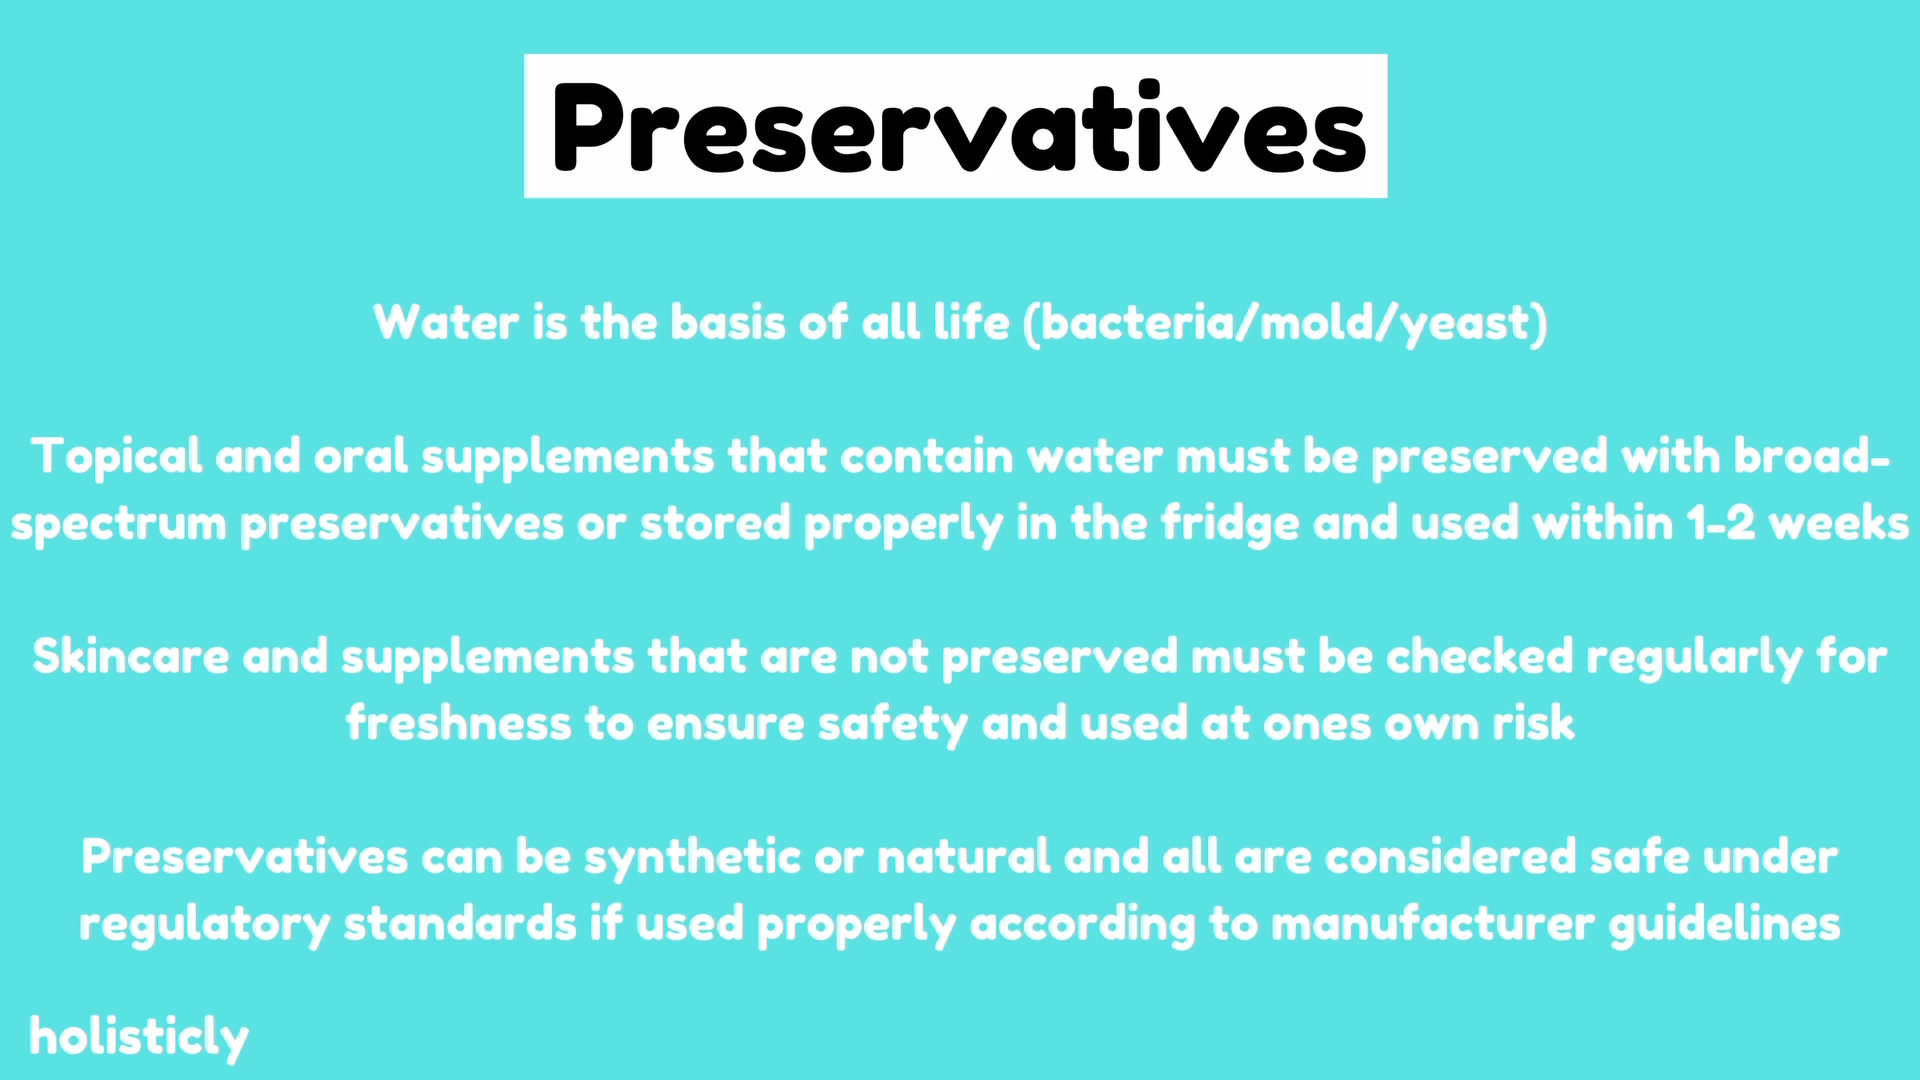 Preservatives
Water is the basis of all life (bacteria/mold/yeast)
Topical and oral supplements that contain water must be preserved with broad-
spectrum preservatives or stored properly in the fridge and used within 1-2 weeks
Skincare and supplements that are not preserved must be checked regularly for
freshness to ensure safety and used at ones own risk
Preservatives can be synthetic or natural and all are considered safe under
regulatory standards if used properly according to manufacturer guidelines
holisticly